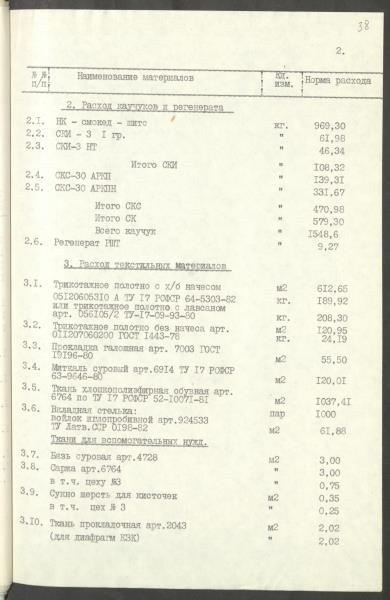 38
2.
№ № п/п. Наименование материалов Ед. изм. Норма расхода
2. Расход каучуков и регенерата
2.1. НК - смокед - шитс кг. 969,30
2.2. СКИ - 3 I гр. " 61,98
2.3. СКИ-3 НТ " 46,34
Итого СКИ " 108,32
2.4. СКС-30 АРКП " 139,31
2.5. СКС-30 АРКПН " 331,67
Итого СКС " 470,98
Итого СК " 579,30
Всего каучук " 1548,6
2.6. Регенерат РШТ " 9,27
3. Расход текстильных материалов
3.1. Трикотажное полотно с х/б начесом м2 612,65
0512060531О А ТУ 17 РСФСР 64-5303-82 кг. 189,92
или трикотажное полотно с лавсаном
арт. 056105/2 ТУ-17-09-93-80 кг. 208,30
3.2. Трикотажное полотно без начеса арт. м2 120,95
011207060200 ГОСТ 1443-78 кг. 24,19
3.3. Прокладка галошная арт. 7003 ГОСТ
19196-80 м2 55,50
3.4. Миткаль суровый арт.6914 ТУ 17 РСФСР
63-9646-80 м2 120,01
3.5. Ткань хлопкополиэфирная обувная арт.
6764 по ТУ 17 РСФСР 52-10071-81 м2 1037,41
3.6. Вкладная стелька: пар 1000
войлок иглопробивной арт.924533
ТУ Латв.ССР 0198-82 м2 61,88
Ткани для вспомогательных нужд.
3.7. Бязь суровая арт.4728 м2 3,00
3.8. Саржа арт.6764 " 3,00
в т.ч. цеху №3 " 0,75
3.9. Сукно шерсть для кисточек м2 0,35
в т.ч. цех № 3 " 0,25
3.10. Ткань прокладочная арт.2043 м2 2,02
(для диафрагм ЕЗК) " 2,02